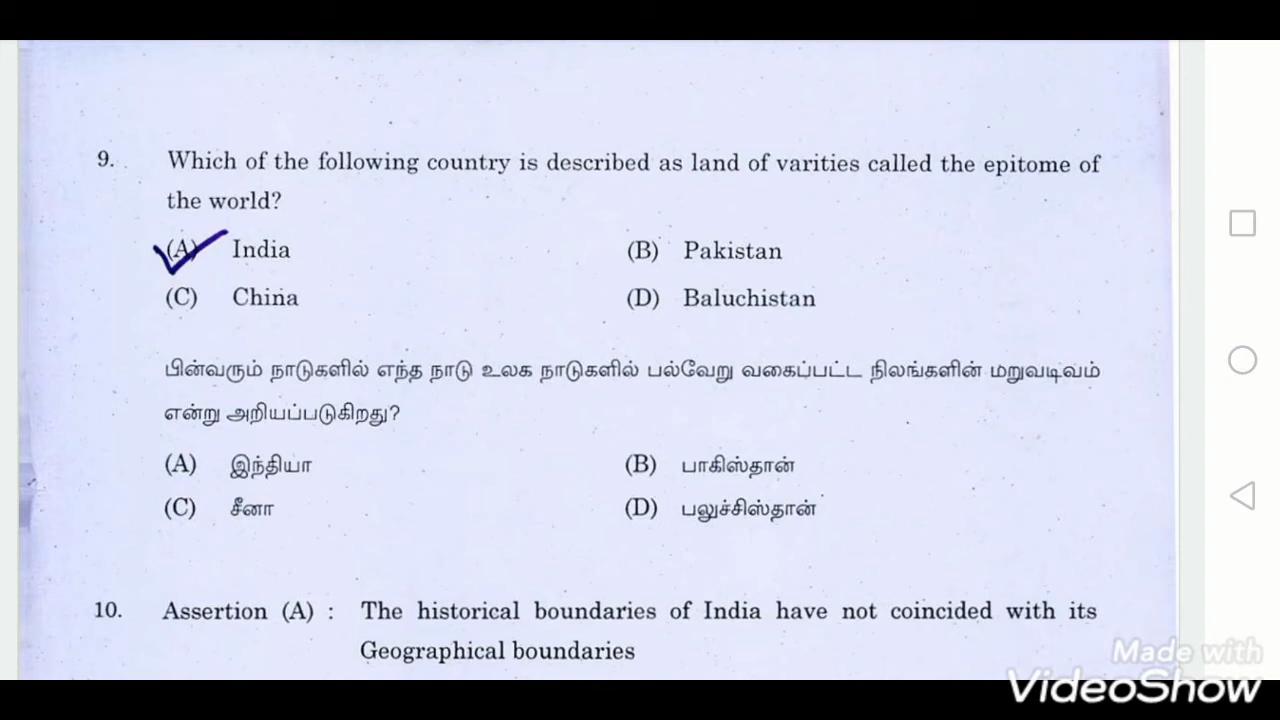 9. Which of the following country is described as land of varities called the epitome of
the world?
(A) India (B) Pakistan
(C) China (D) Baluchistan
பின்வரும் நாடுகளில் எந்த நாடு உலக நாடுகளில் பல்வேறு வகைப்பட்ட நிலங்களின் மறுவடிவம்
என்று அறியப்படுகிறது?
(A) இந்தியா (B) பாகிஸ்தான்
(C) சீனா (D) பலுச்சிஸ்தான்
10. Assertion (A) : The historical boundaries of India have not coincided with its
Geographical boundaries
Made with
VideoShow